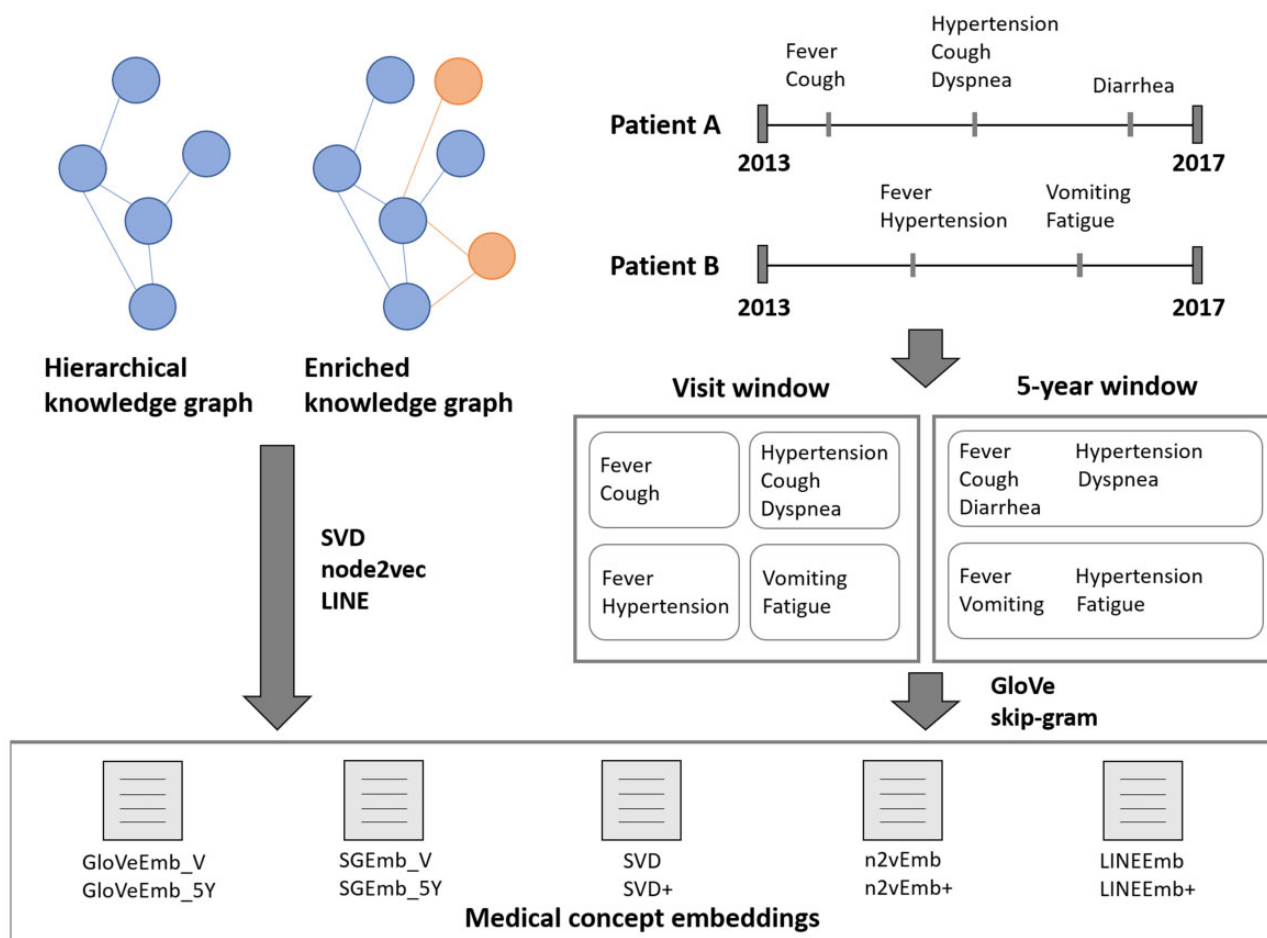 Hierarchical
knowledge graph
Enriched
knowledge graph
SVD
node2vec
LINE
Patient A
Fever
Cough
Hypertension
Cough
Dyspnea
Diarrhea
2013
2017
Patient B
Fever
Hypertension
Vomiting
Fatigue
2013
2017
Visit window
Fever
Cough
Hypertension
Cough
Dyspnea
Fever
Hypertension
Vomiting
Fatigue
5-year window
Fever
Cough
Diarrhea
Hypertension
Dyspnea
Fever
Vomiting
Hypertension
Fatigue
GloVe
skip-gram
GloVeEmb_V
GloVeEmb_5Y
SGEmb_V
SGEmb_5Y
SVD
SVD+
n2vEmb
n2vEmb+
LINEEmb
LINEEmb+
Medical concept embeddings